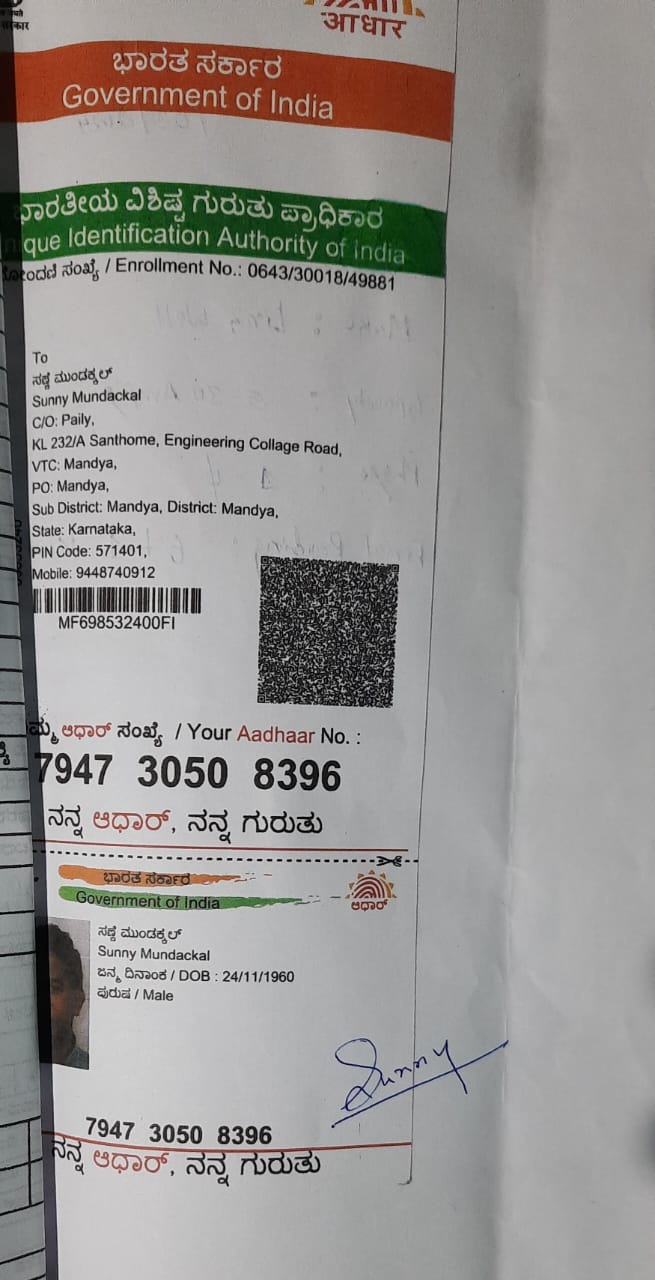 आधार
ಭಾರತ ಸರ್ಕಾರ
Government of India
ಭಾರತೀಯ ವಿಶಿಷ್ಟ ಗುರುತು ಪ್ರಾಧಿಕಾರ
que Identification Authority of India
ಸಂಖ್ಯೆ / Enrollment No.: 0643/30018/49881
To
ಸಣ್ಣಿ ಮುಂಡಕ್ಕಲ್
Sunny Mundackal
C/O: Paily,
KL 232/A Santhome, Engineering Collage Road,
VTC: Mandya,
PO: Mandya,
Sub District: Mandya, District: Mandya,
State: Karnataka,
PIN Code: 571401,
Mobile: 9448740912
MF698532400FI
ಆಧಾರ್ ಸಂಖ್ಯೆ / Your Aadhaar No. :
7947 3050 8396
ನನ್ನ ಆಧಾರ್, ನನ್ನ ಗುರುತು
ಭಾರತ ಸರ್ಕಾರ
Government of India
ಆಧಾರ್
ಸಣ್ಣಿ ಮುಂಡಕ್ಕಲ್
Sunny Mundackal
ಜನ್ಮ ದಿನಾಂಕ / DOB : 24/11/1960
ಪುರುಷ / Male
Sunny
7947 3050 8396
ನನ್ನ ಆಧಾರ್, ನನ್ನ ಗುರುತು